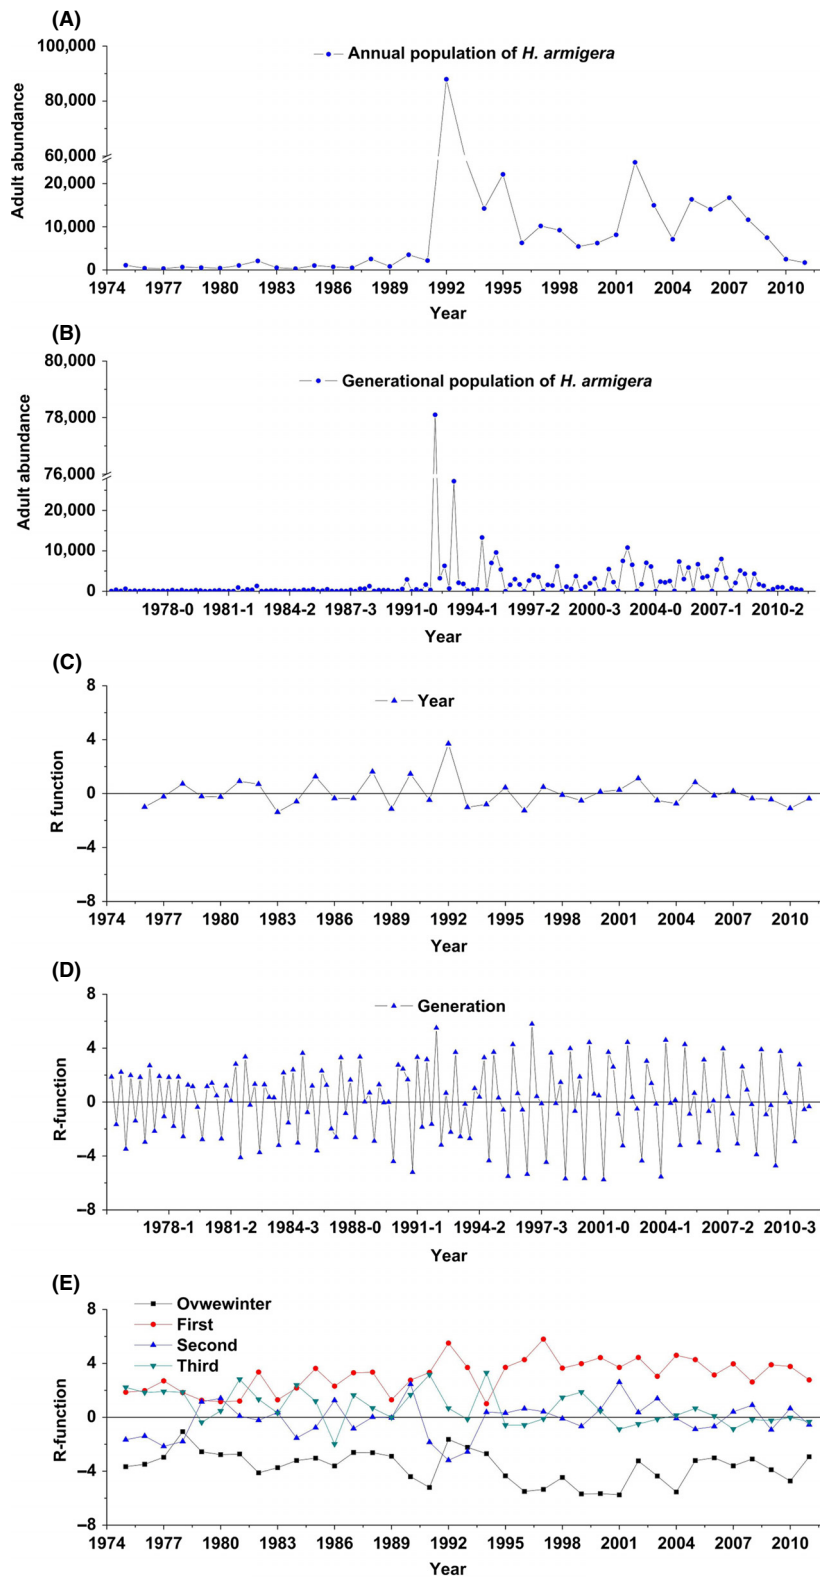 (A)
Annual population of H. armigera
100,000
80,000
60,000
20,000
10,000
0
Adult abundance
1974 1977 1980 1983 1986 1989 1992 1995 1998 2001 2004 2007 2010
Year
(B)
Generational population of H. armigera
80,000
78,000
76,000
20,000
10,000
0
Adult abundance
1978-0 1981-1 1984-2 1987-3 1991-0 1994-1 1997-2 2000-3 2004-0 2007-1 2010-2
Year
(C)
Year
8
4
0
–4
–8
R function
1974 1977 1980 1983 1986 1989 1992 1995 1998 2001 2004 2007 2010
Year
(D)
Generation
8
4
0
–4
–8
R-function
1978-1 1981-2 1984-3 1988-0 1991-1 1994-2 1997-3 2001-0 2004-1 2007-2 2010-3
Year
(E)
Ovwewinter
First
Second
Third
8
4
0
–4
–8
R-function
1974 1977 1980 1983 1986 1989 1992 1995 1998 2001 2004 2007 2010
Year